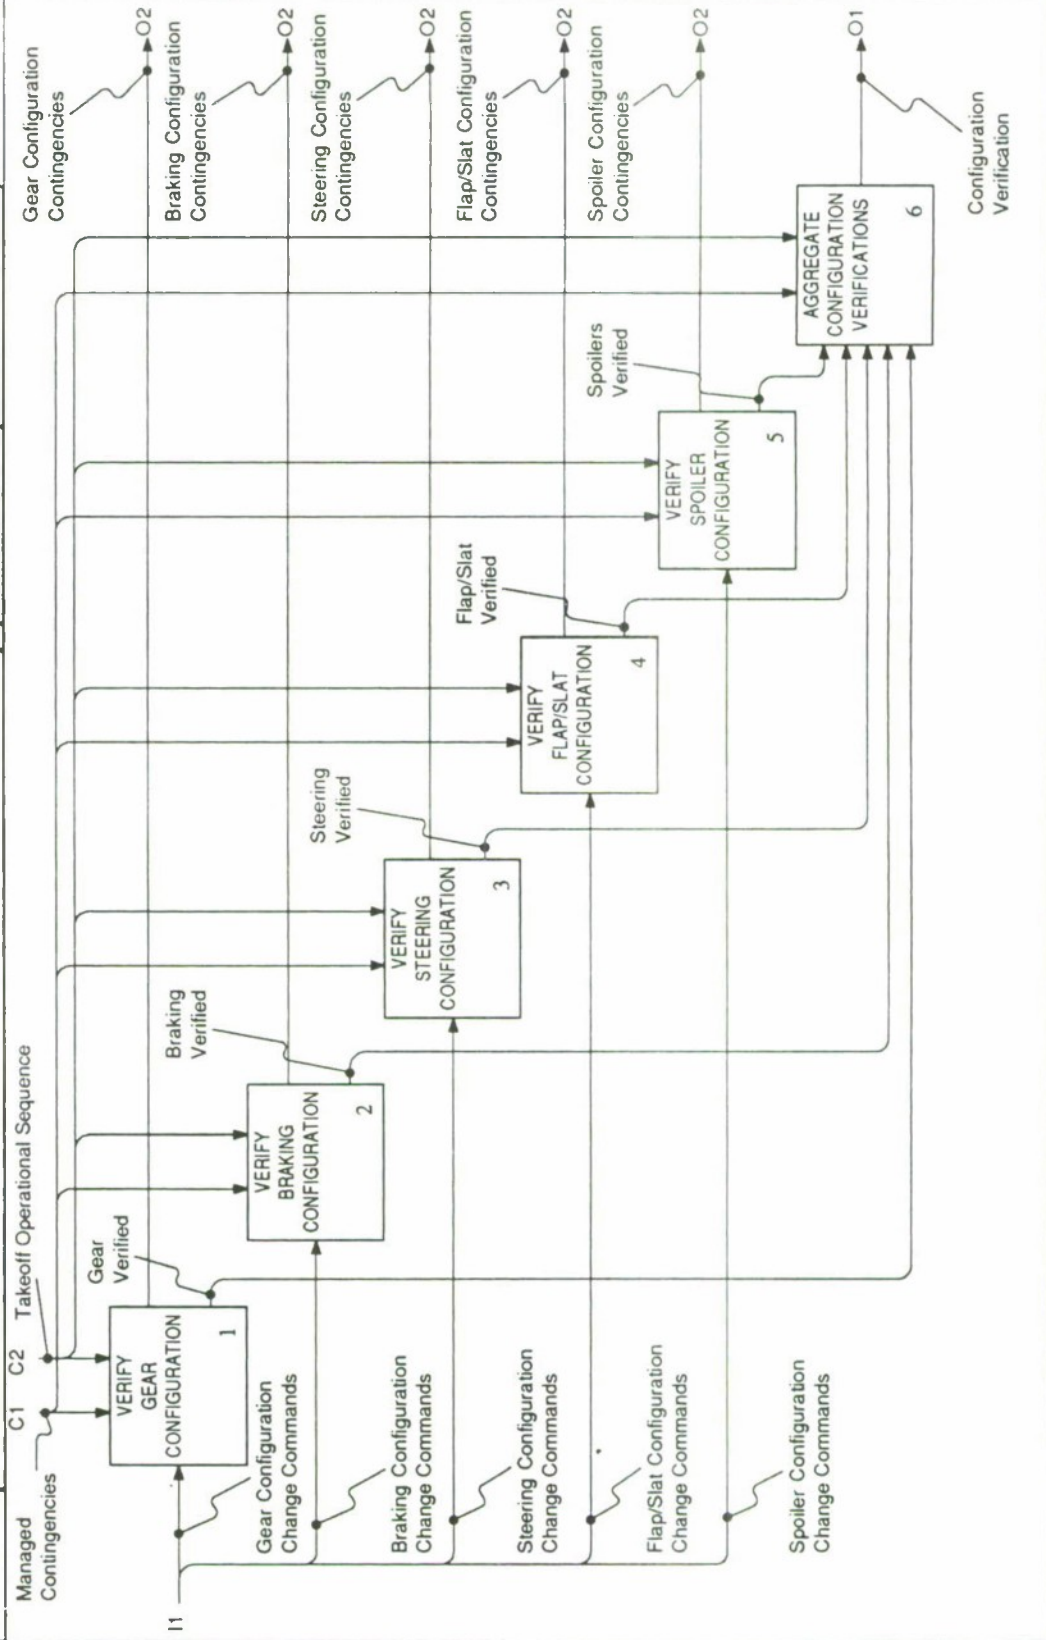 Managed
Contingencies
C1
C2
Takeoff Operational Sequence
I1
VERIFY
GEAR
CONFIGURATION
1
Gear
Verified
Gear Configuration
Contingencies
O2
Gear Configuration
Change Commands
VERIFY
BRAKING
CONFIGURATION
2
Braking
Verified
Braking Configuration
Contingencies
O2
Braking Configuration
Change Commands
VERIFY
STEERING
CONFIGURATION
3
Steering
Verified
Steering Configuration
Contingencies
O2
Steering Configuration
Change Commands
VERIFY
FLAP/SLAT
CONFIGURATION
4
Flap/Slat
Verified
Flap/Slat Configuration
Contingencies
O2
Flap/Slat Configuration
Change Commands
VERIFY
SPOILER
CONFIGURATION
5
Spoilers
Verified
Spoiler Configuration
Contingencies
O2
Spoiler Configuration
Change Commands
AGGREGATE
CONFIGURATION
VERIFICATIONS
6
O1
Configuration
Verification